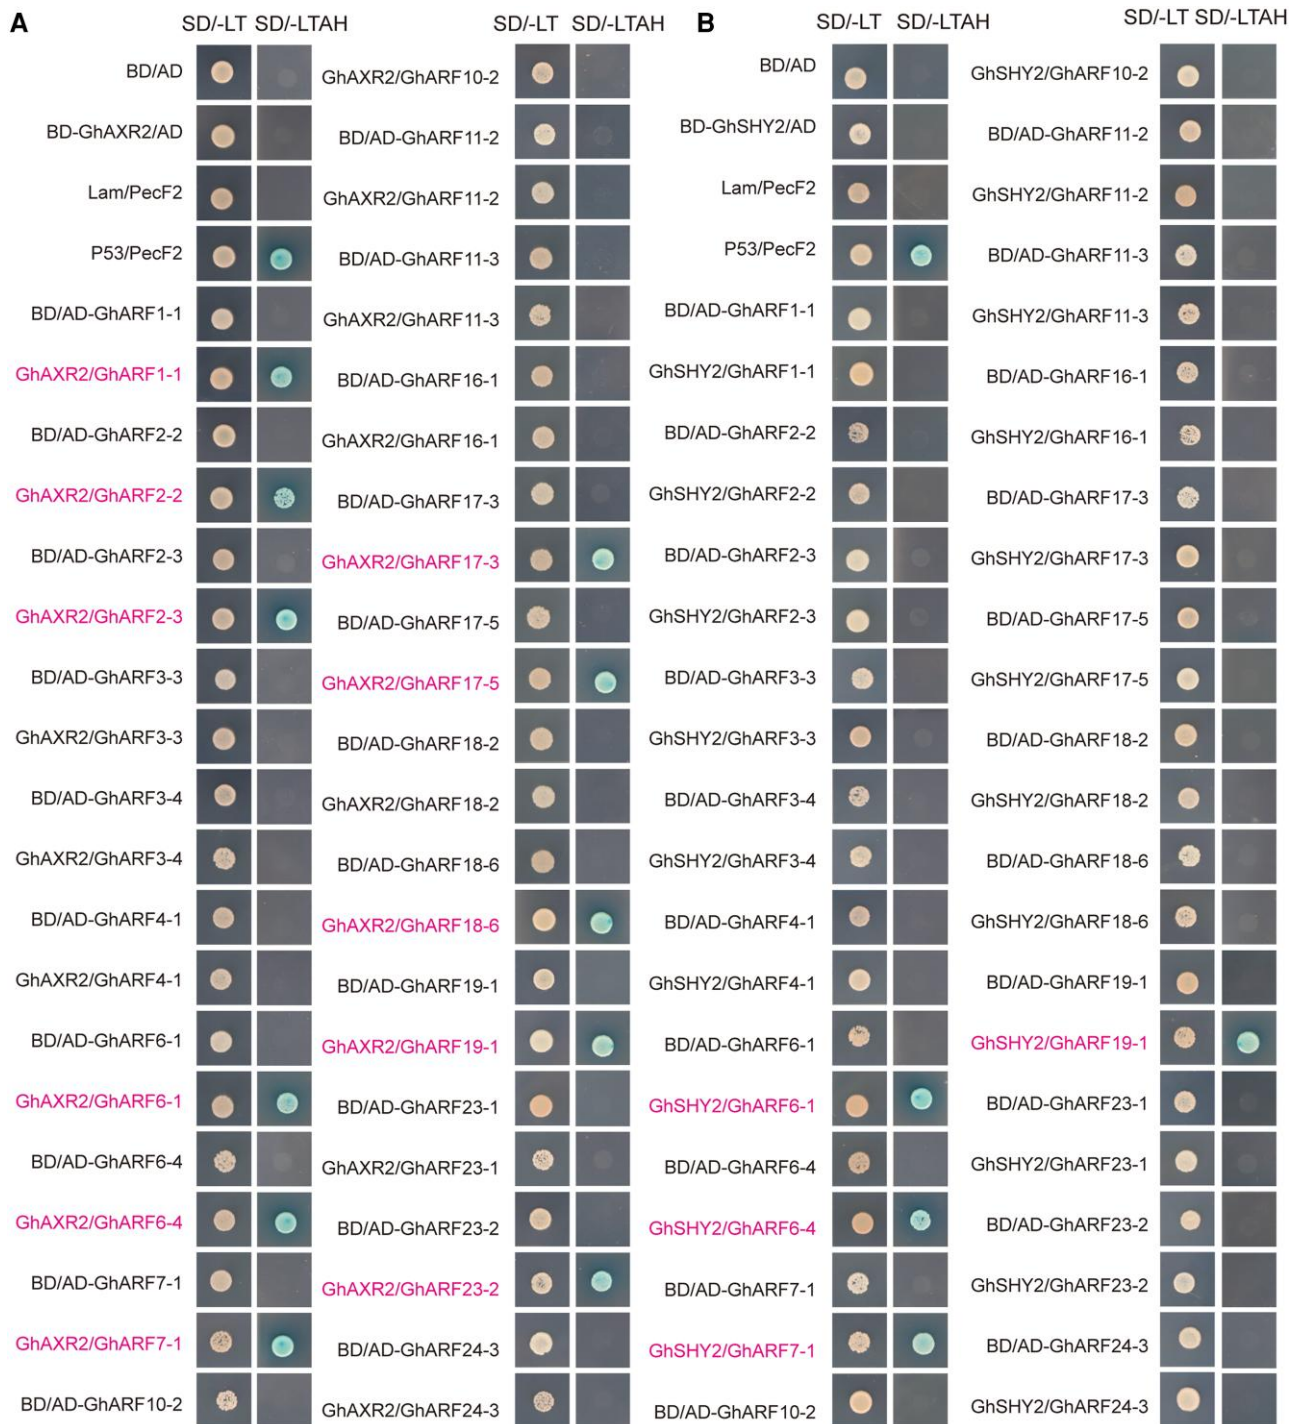 A
SD/-LT SD/-LTAH
BD/AD
BD-GhAXR2/AD
Lam/PecF2
P53/PecF2
BD/AD-GhARF1-1
GhAXR2/GhARF1-1
BD/AD-GhARF2-2
GhAXR2/GhARF2-2
BD/AD-GhARF2-3
GhAXR2/GhARF2-3
BD/AD-GhARF3-3
GhAXR2/GhARF3-3
BD/AD-GhARF3-4
GhAXR2/GhARF3-4
BD/AD-GhARF4-1
GhAXR2/GhARF4-1
BD/AD-GhARF6-1
GhAXR2/GhARF6-1
BD/AD-GhARF6-4
GhAXR2/GhARF6-4
BD/AD-GhARF7-1
GhAXR2/GhARF7-1
BD/AD-GhARF10-2
SD/-LT SD/-LTAH
GhAXR2/GhARF10-2
BD/AD-GhARF11-2
GhAXR2/GhARF11-2
BD/AD-GhARF11-3
GhAXR2/GhARF11-3
BD/AD-GhARF16-1
GhAXR2/GhARF16-1
BD/AD-GhARF17-3
GhAXR2/GhARF17-3
BD/AD-GhARF17-5
GhAXR2/GhARF17-5
BD/AD-GhARF18-2
GhAXR2/GhARF18-2
BD/AD-GhARF18-6
GhAXR2/GhARF18-6
BD/AD-GhARF19-1
GhAXR2/GhARF19-1
BD/AD-GhARF23-1
GhAXR2/GhARF23-1
BD/AD-GhARF23-2
GhAXR2/GhARF23-2
BD/AD-GhARF24-3
GhAXR2/GhARF24-3
B
SD/-LT SD/-LTAH
BD/AD
BD-GhSHY2/AD
Lam/PecF2
P53/PecF2
BD/AD-GhARF1-1
GhSHY2/GhARF1-1
BD/AD-GhARF2-2
GhSHY2/GhARF2-2
BD/AD-GhARF2-3
GhSHY2/GhARF2-3
BD/AD-GhARF3-3
GhSHY2/GhARF3-3
BD/AD-GhARF3-4
GhSHY2/GhARF3-4
BD/AD-GhARF4-1
GhSHY2/GhARF4-1
BD/AD-GhARF6-1
GhSHY2/GhARF6-1
BD/AD-GhARF6-4
GhSHY2/GhARF6-4
BD/AD-GhARF7-1
GhSHY2/GhARF7-1
BD/AD-GhARF10-2
SD/-LT SD/-LTAH
GhSHY2/GhARF10-2
BD/AD-GhARF11-2
GhSHY2/GhARF11-2
BD/AD-GhARF11-3
GhSHY2/GhARF11-3
BD/AD-GhARF16-1
GhSHY2/GhARF16-1
BD/AD-GhARF17-3
GhSHY2/GhARF17-3
BD/AD-GhARF17-5
GhSHY2/GhARF17-5
BD/AD-GhARF18-2
GhSHY2/GhARF18-2
BD/AD-GhARF18-6
GhSHY2/GhARF18-6
BD/AD-GhARF19-1
GhSHY2/GhARF19-1
BD/AD-GhARF23-1
GhSHY2/GhARF23-1
BD/AD-GhARF23-2
GhSHY2/GhARF23-2
BD/AD-GhARF24-3
GhSHY2/GhARF24-3